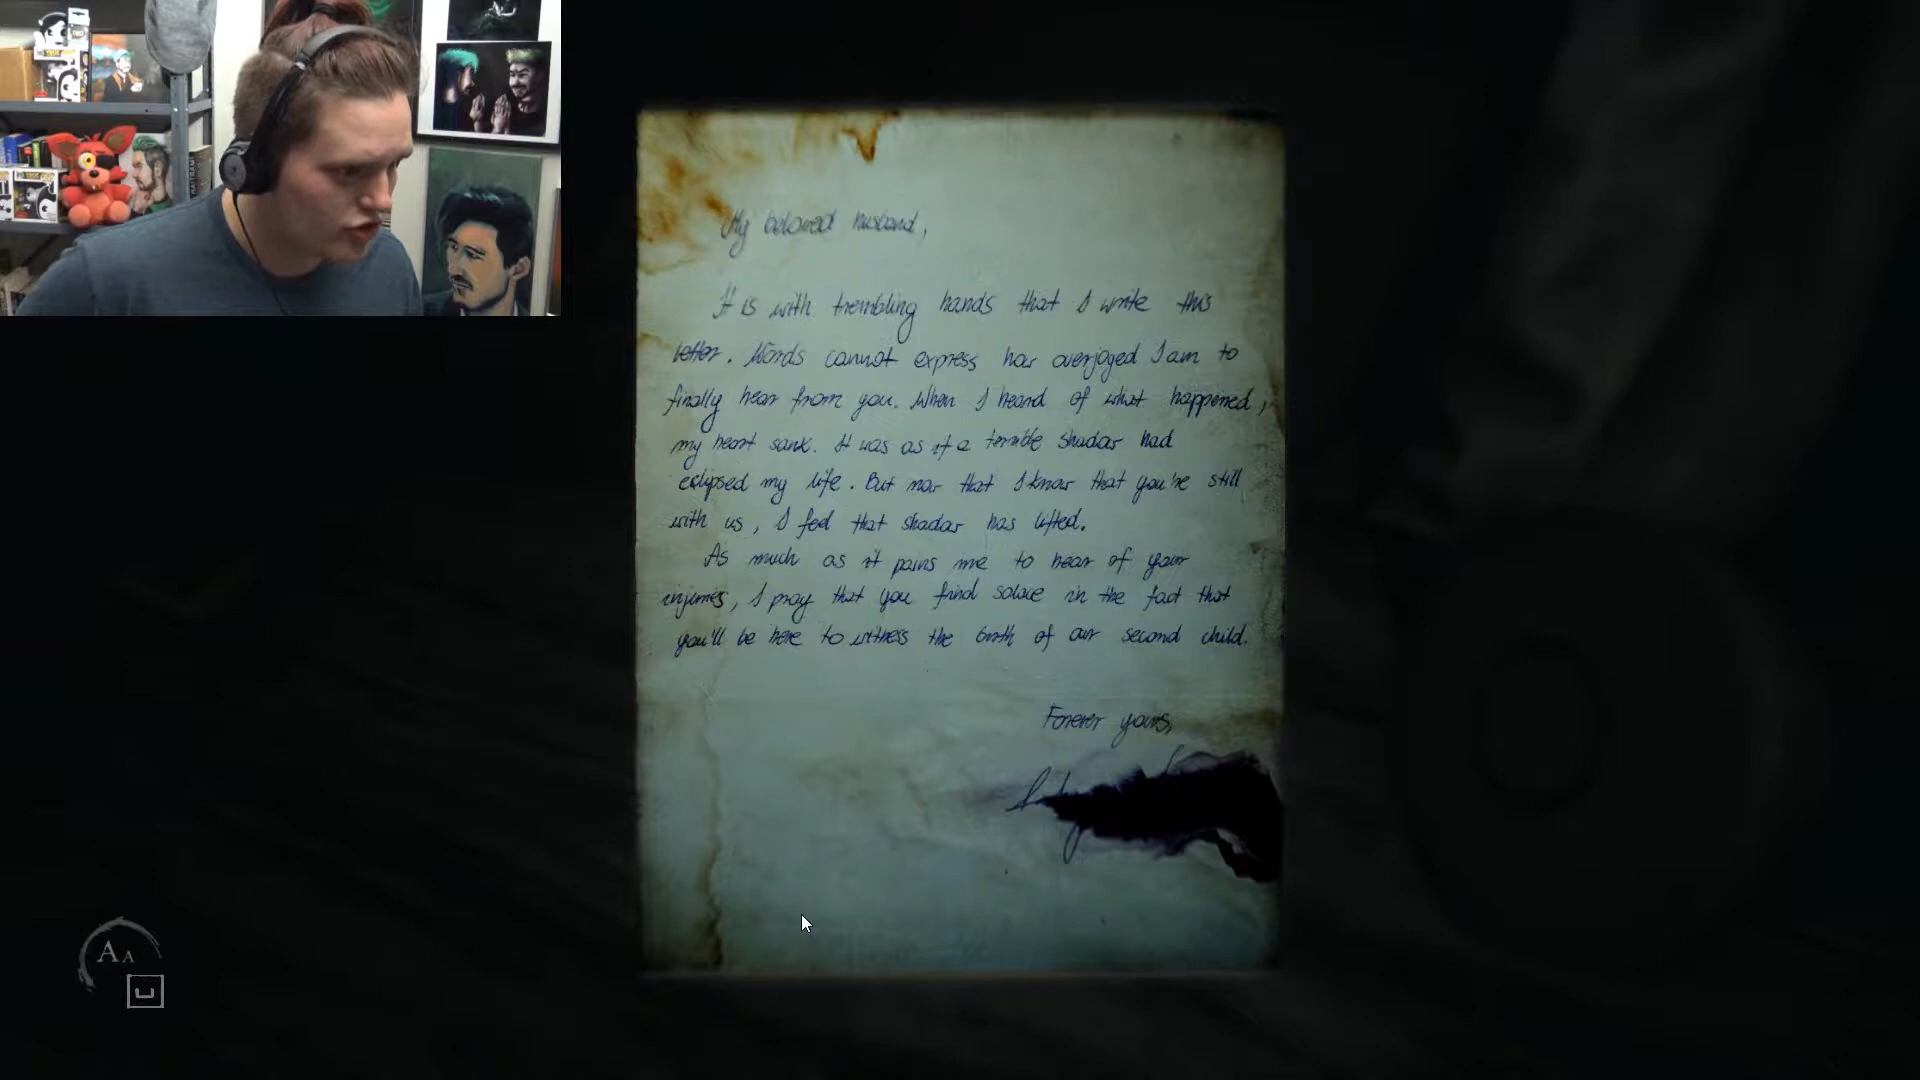 My beloved husband,
It is with trembling hands that I write this
letter. Words cannot express how overjoyed I am to
finally hear from you. When I heard of what happened,
my heart sank. It was as if a terrible shadow had
eclipsed my life. But now that I know that you're still
with us, I feel that shadow has lifted.
As much as it pains me to hear of your
injuries, I pray that you find solace in the fact that
you'll be here to witness the birth of our second child.
Forever yours,
A A